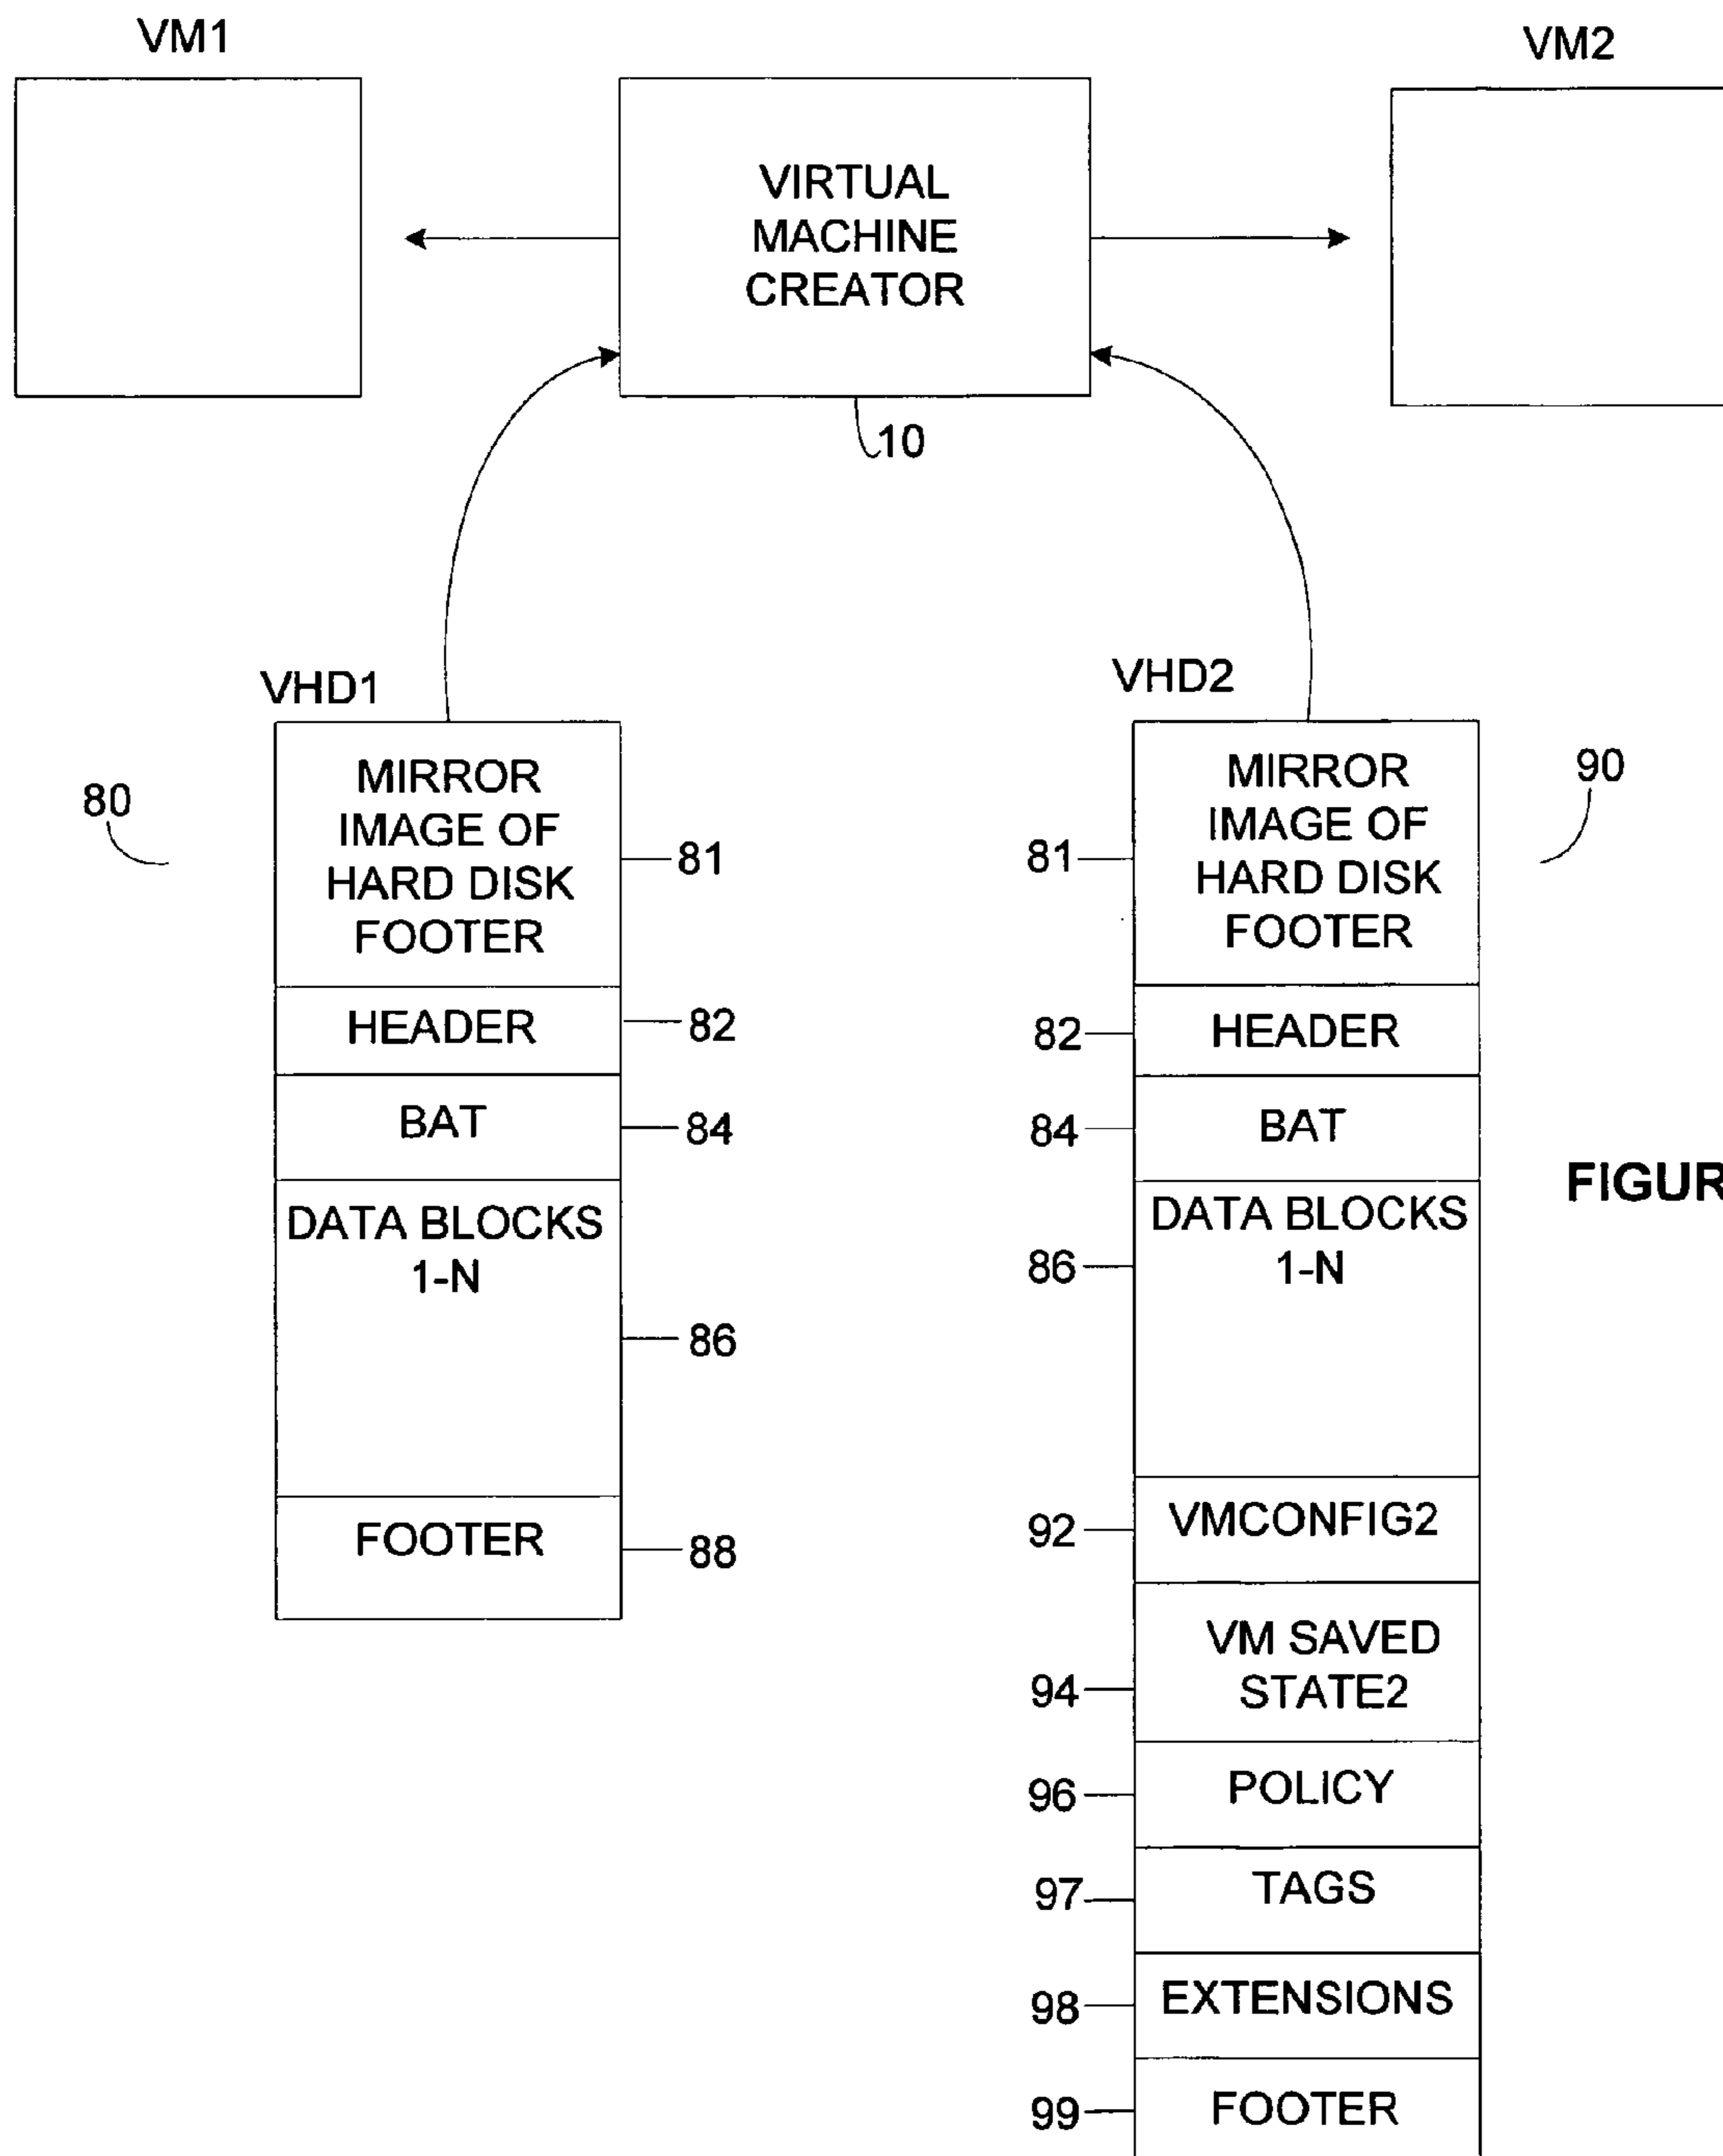 VM1
VM2
VIRTUAL
MACHINE
CREATOR
10
VHD1
VHD2
80
MIRROR
IMAGE OF
HARD DISK
FOOTER
81
HEADER
82
BAT
84
DATA BLOCKS
1-N
86
FOOTER
88
90
81
MIRROR
IMAGE OF
HARD DISK
FOOTER
82
HEADER
84
BAT
86
DATA BLOCKS
1-N
92
VMCONFIG2
94
VM SAVED
STATE2
96
POLICY
97
TAGS
98
EXTENSIONS
99
FOOTER
FIGUR